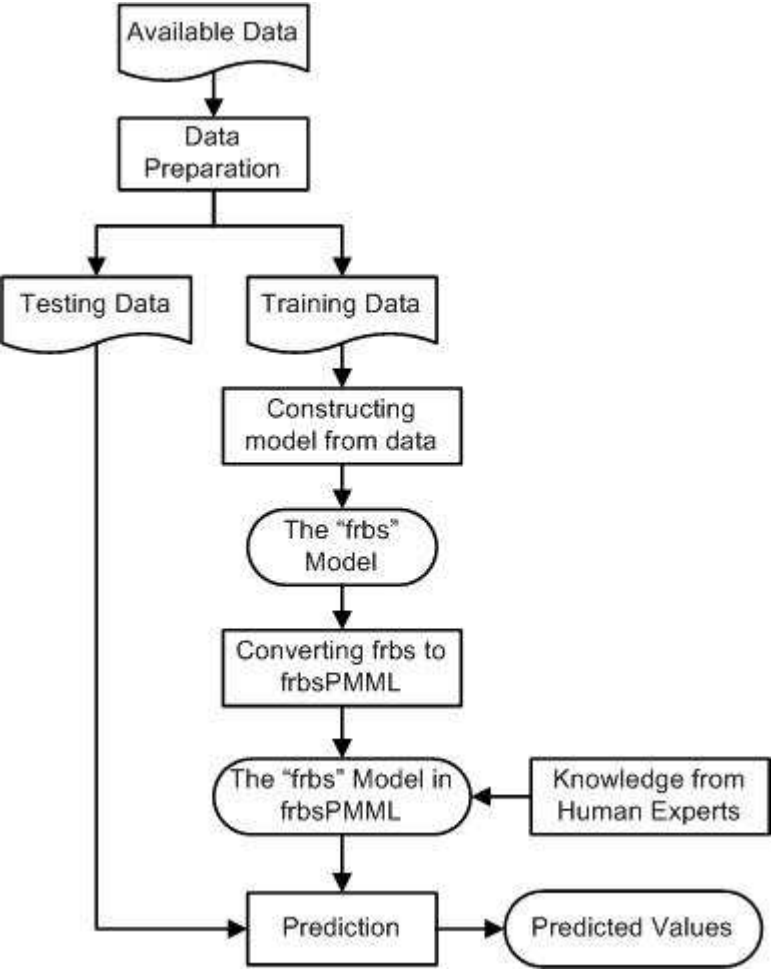 Available Data
Data
Preparation
Testing Data
Training Data
Constructing
model from data
The “frbs”
Model
Converting frbs to
frbsPMML
The “frbs” Model in
frbsPMML
Knowledge from
Human Experts
Prediction
Predicted Values